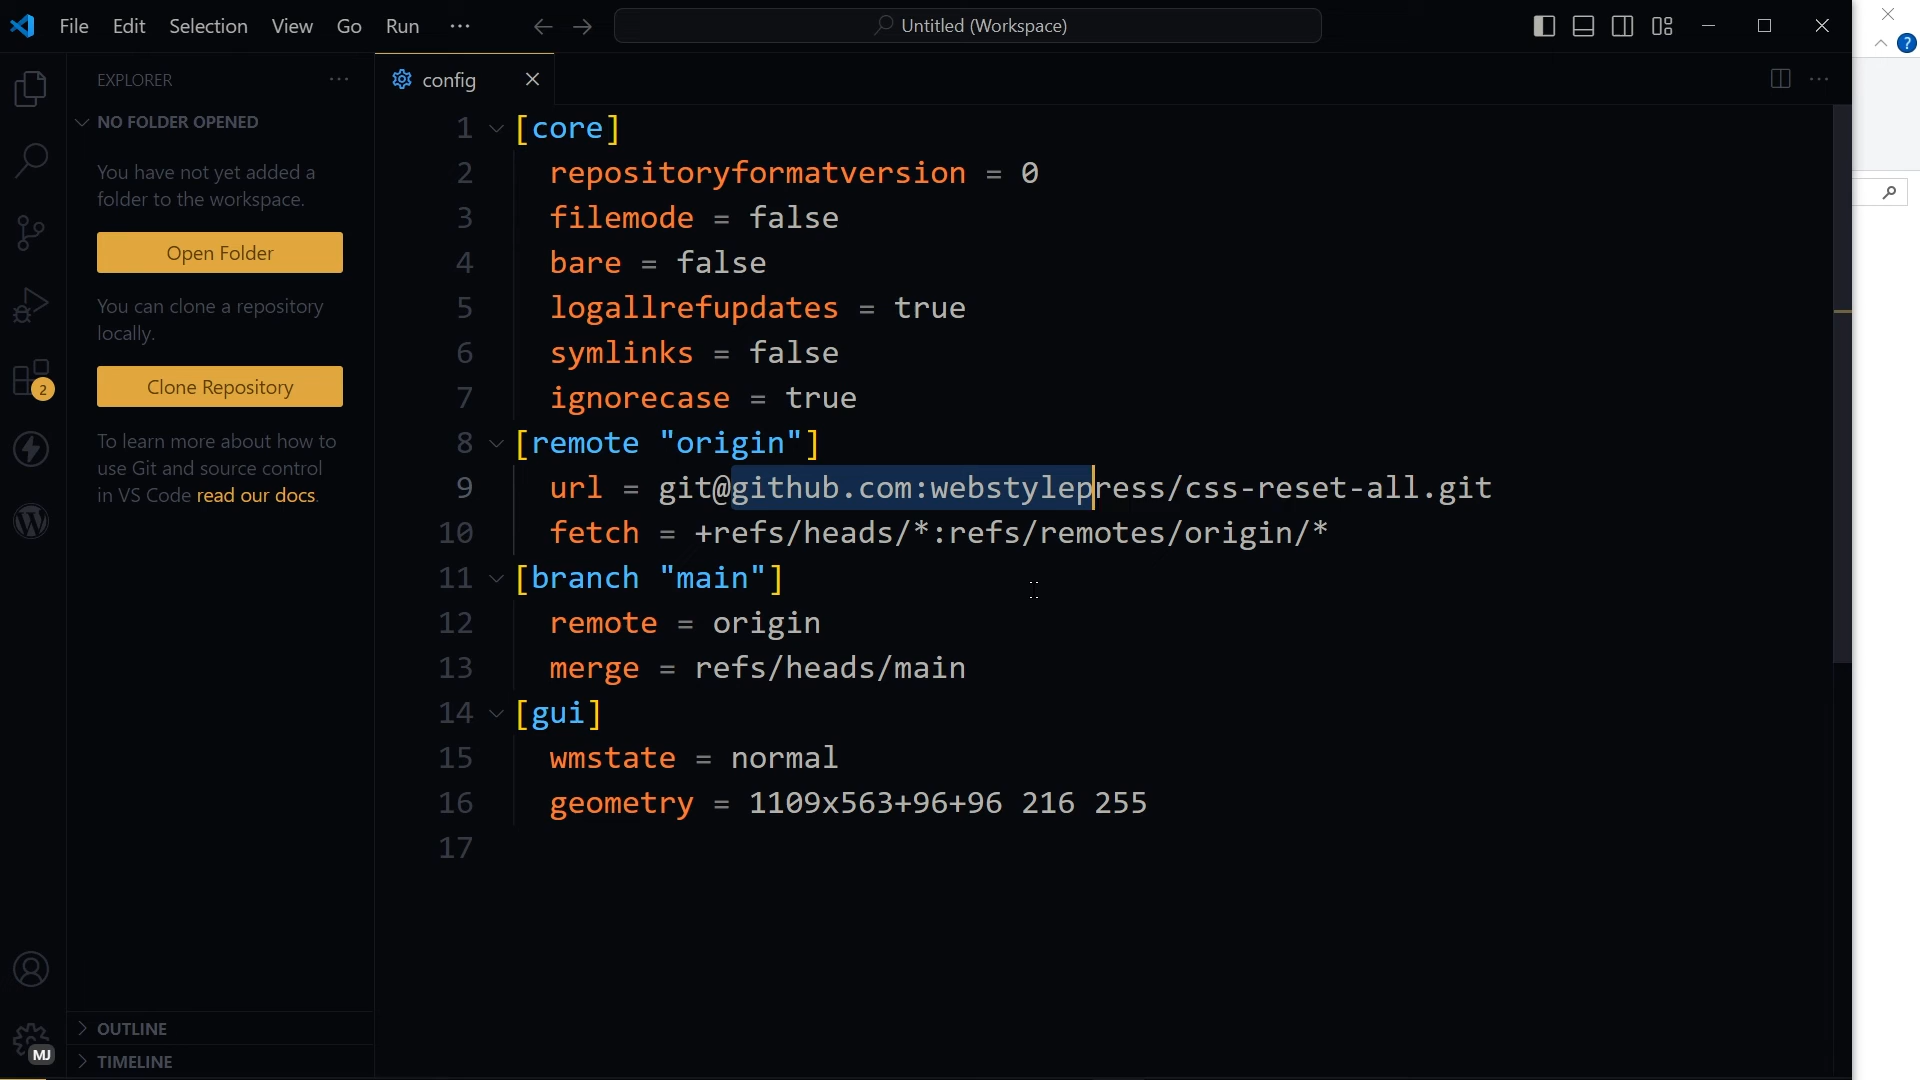 File Edit Selection View Go Run ···
Untitled (Workspace)
?
EXPLORER ···
NO FOLDER OPENED
You have not yet added a
folder to the workspace.
Open Folder
You can clone a repository
locally.
Clone Repository
To learn more about how to
use Git and source control
in VS Code read our docs.
2
MJ
OUTLINE
TIMELINE
config
···
1 [core]
2 repositoryformatversion = 0
3 filemode = false
4 bare = false
5 logallrefupdates = true
6 symlinks = false
7 ignorecase = true
8 [remote "origin"]
9 url = git@github.com:webstylepress/css-reset-all.git
10 fetch = +refs/heads/*:refs/remotes/origin/*
11 [branch "main"]
12 remote = origin
13 merge = refs/heads/main
14 [gui]
15 wmstate = normal
16 geometry = 1109x563+96+96 216 255
17